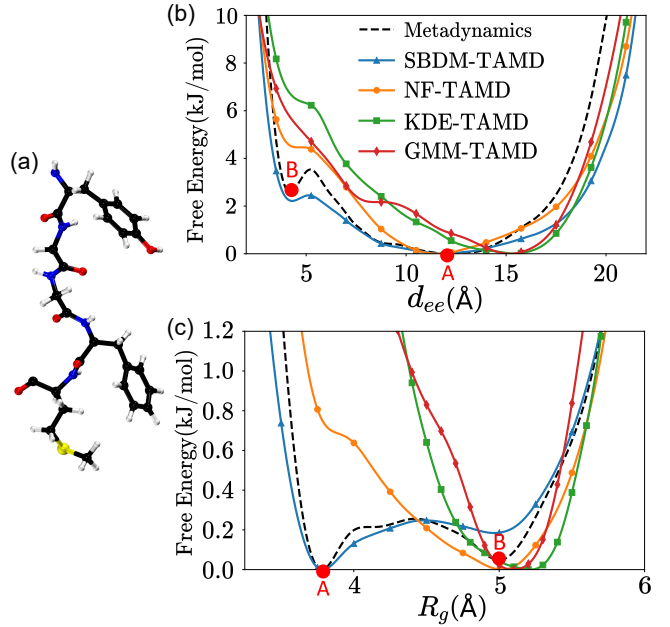 (a)
(b)
Free Energy(kJ/mol)
10
8
6
4
2
0
Metadynamics
SBDM-TAMD
NF-TAMD
KDE-TAMD
GMM-TAMD
B
A
5 10 15 20
d_ee(Å)
(c)
Free Energy(kJ/mol)
1.2
1.0
0.8
0.6
0.4
0.2
0.0
B
A
4 5 6
R_g(Å)